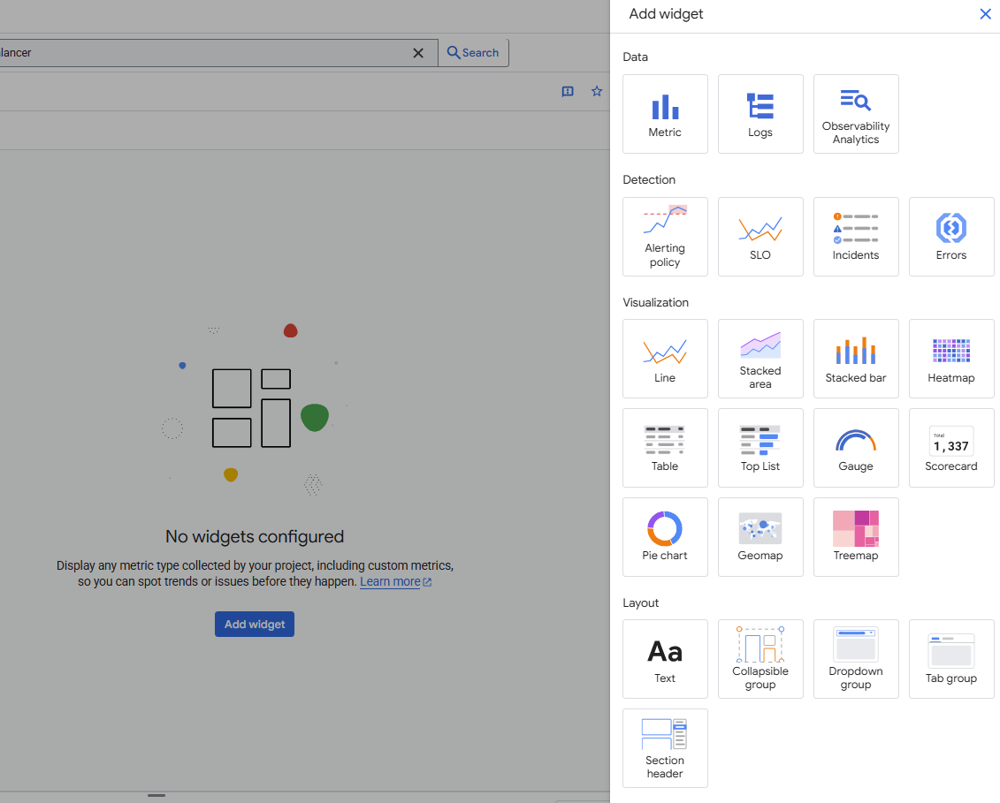 lancer
Search
Add widget
Data
Metric
Logs
Observability
Analytics
Detection
Alerting
policy
SLO
Incidents
Errors
Visualization
Line
Stacked
area
Stacked bar
Heatmap
Table
Top List
Gauge
Total
1,337
Scorecard
Pie chart
Geomap
Treemap
Layout
Aa
Text
Collapsible
group
Dropdown
group
Tab group
Section
header
No widgets configured
Display any metric type collected by your project, including custom metrics,
so you can spot trends or issues before they happen. Learn more
Add widget